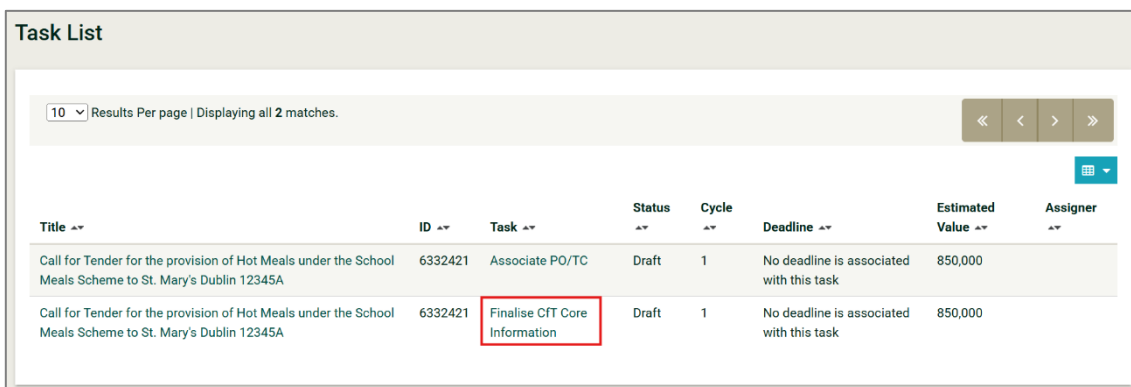 Task List
10 Results Per page | Displaying all 2 matches.
Status Cycle Estimated Assigner
Title ID Task Deadline Value
Call for Tender for the provision of Hot Meals under the School 6332421 Associate PO/TC Draft 1 No deadline is associated 850,000
Meals Scheme to St. Mary's Dublin 12345A with this task
Call for Tender for the provision of Hot Meals under the School 6332421 Finalise CfT Core Draft 1 No deadline is associated 850,000
Meals Scheme to St. Mary's Dublin 12345A Information with this task